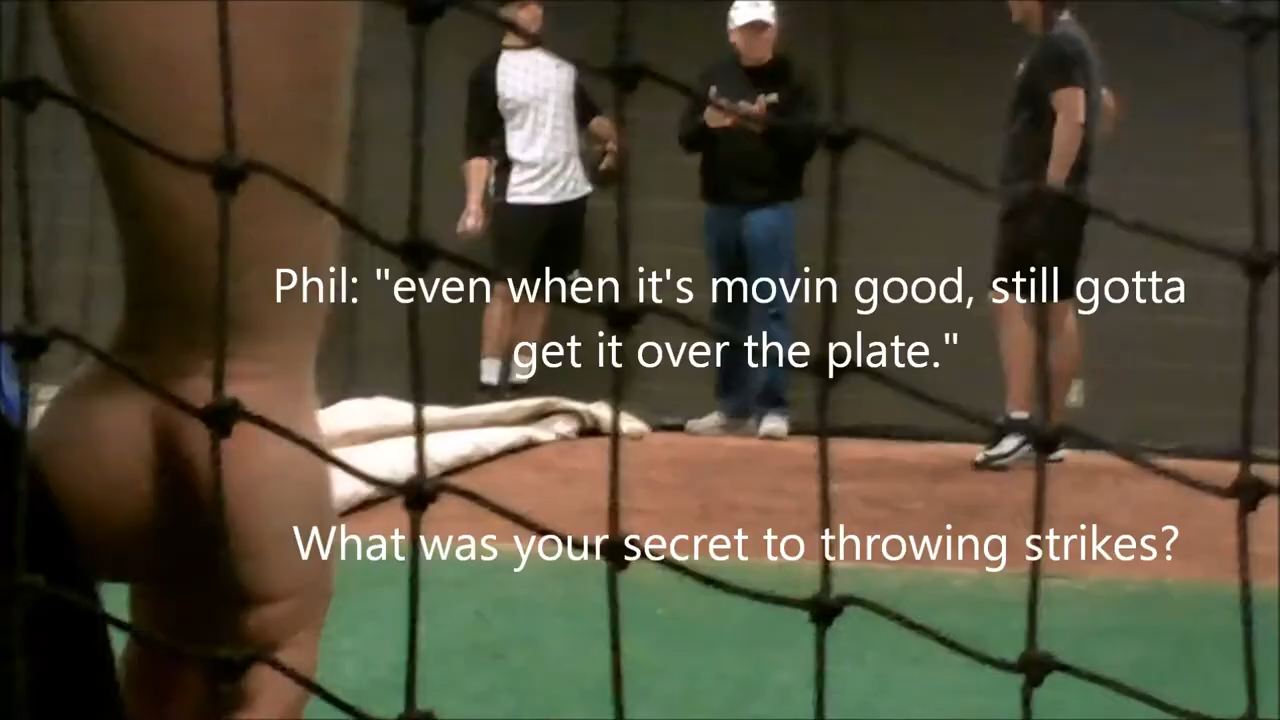 Phil: "even when it's movin good, still gotta
get it over the plate."
What was your secret to throwing strikes?